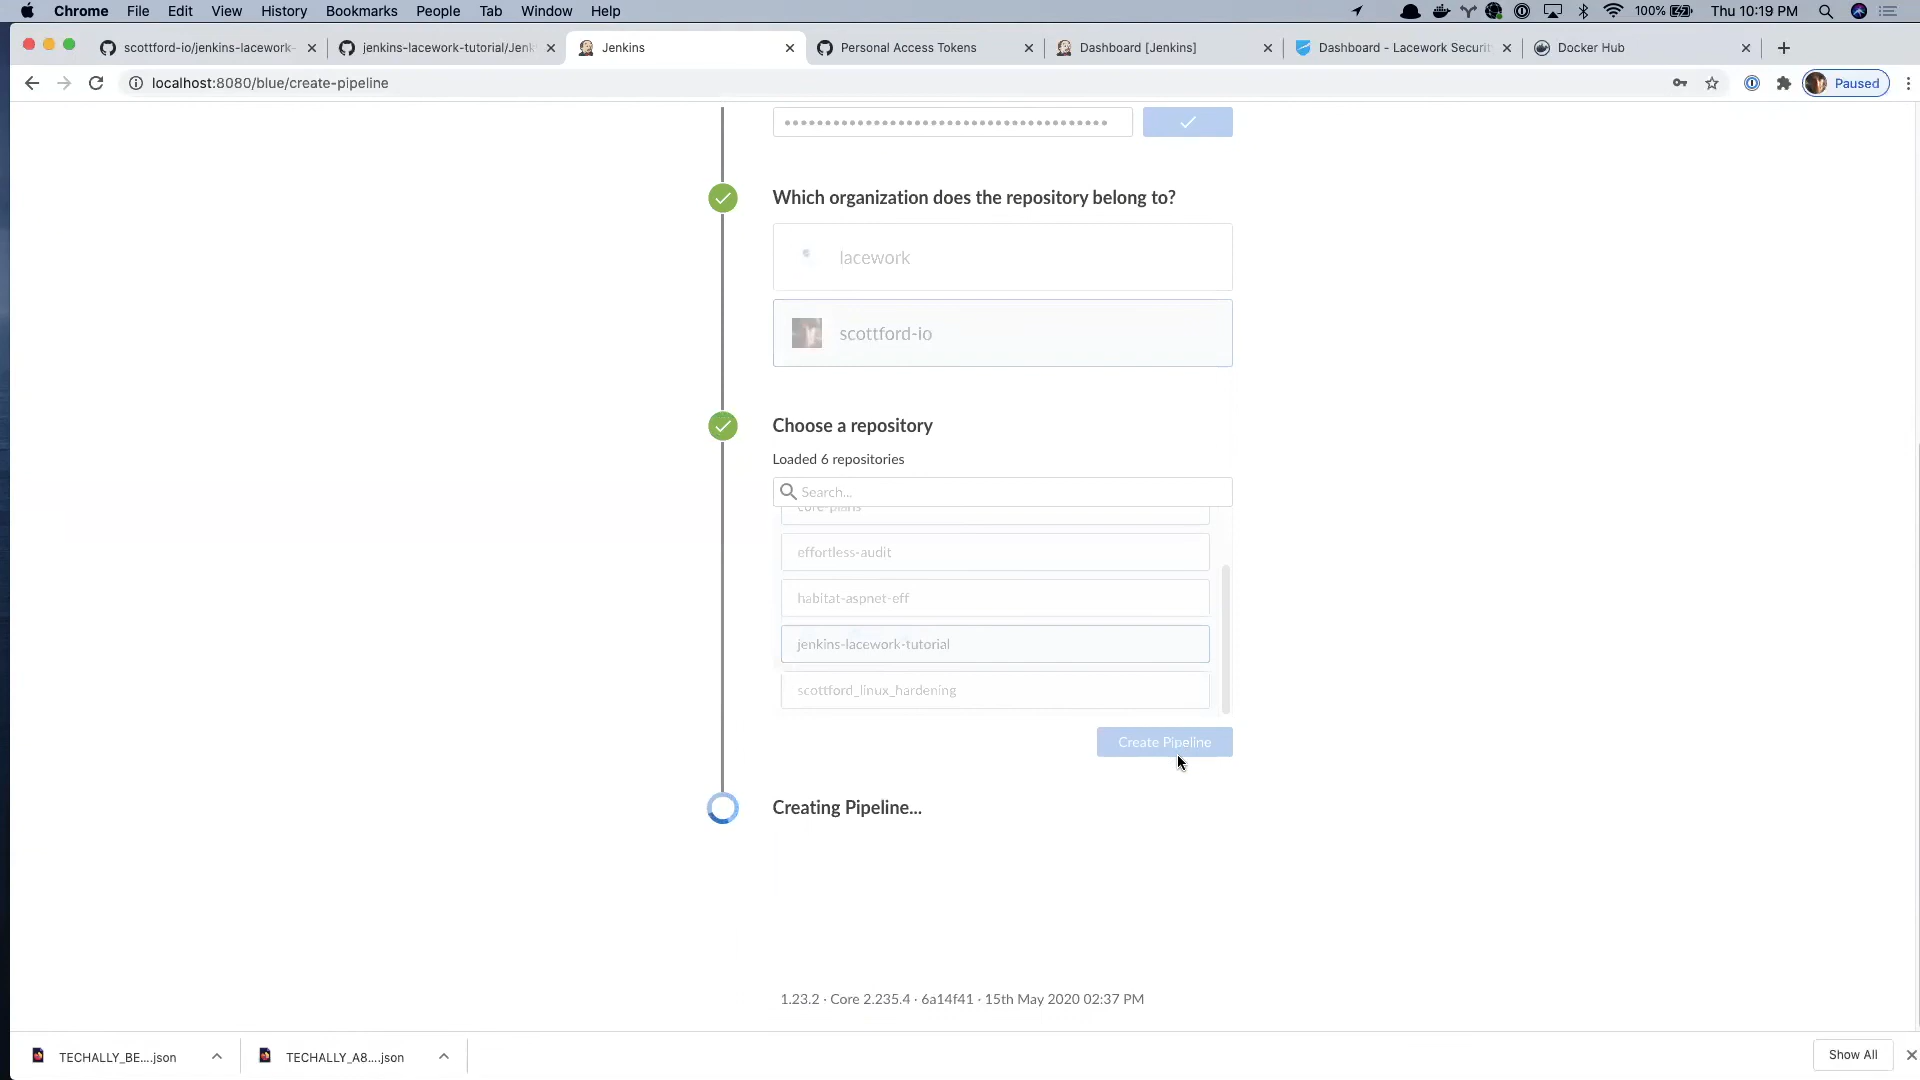 Chrome File Edit View History Bookmarks People Tab Window Help 100% Thu 10:19 PM
scottford-io/jenkins-lacework- jenkins-lacework-tutorial/Jenk Jenkins Personal Access Tokens Dashboard [Jenkins] Dashboard - Lacework Securit Docker Hub
localhost:8080/blue/create-pipeline Paused
Which organization does the repository belong to?
lacework
scottford-io
Choose a repository
Loaded 6 repositories
Search...
core-plans
effortless-audit
habitat-aspnet-eff
jenkins-lacework-tutorial
scottford_linux_hardening
Create Pipeline
Creating Pipeline...
1.23.2 · Core 2.235.4 · 6a14f41 · 15th May 2020 02:37 PM
TECHALLY_BE....json TECHALLY_A8....json Show All